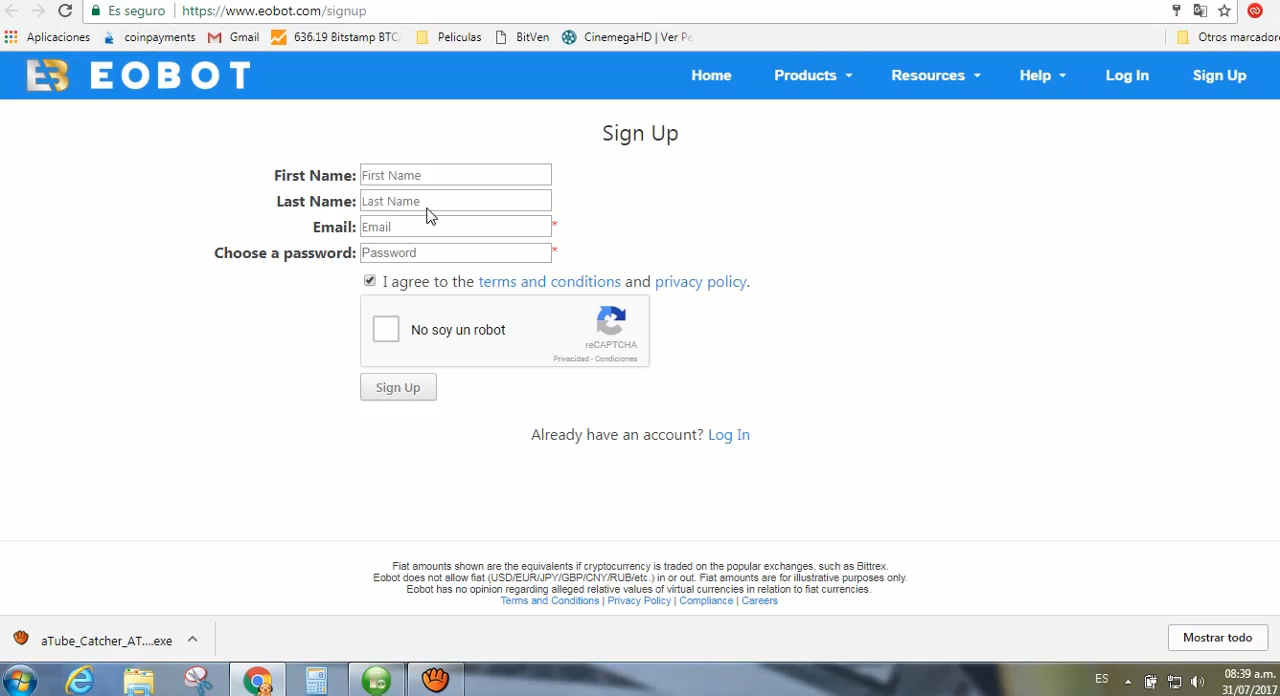 Es seguro | https://www.eobot.com/signup
Aplicaciones coinpayments Gmail 636.19 Bitstamp BTC Peliculas BitVen CinemegaHD | Ver Pe Otros marcador
EOBOT Home Products Resources Help Log In Sign Up
Sign Up
First Name: First Name
Last Name: Last Name
Email: Email *
Choose a password: Password *
I agree to the terms and conditions and privacy policy.
No soy un robot
reCAPTCHA
Privacidad - Condiciones
Sign Up
Already have an account? Log In
Fiat amounts shown are the equivalents if cryptocurrency is traded on the popular exchanges, such as Bittrex.
Eobot does not allow fiat (USD/EUR/JPY/GBP/CNY/RUB/etc.) in or out. Fiat amounts are for illustrative purposes only.
Eobot has no opinion regarding alleged relative values of virtual currencies in relation to fiat currencies.
Terms and Conditions | Privacy Policy | Compliance | Careers
aTube_Catcher_AT....exe Mostrar todo
ES 08:39 a.m.
31/07/2017